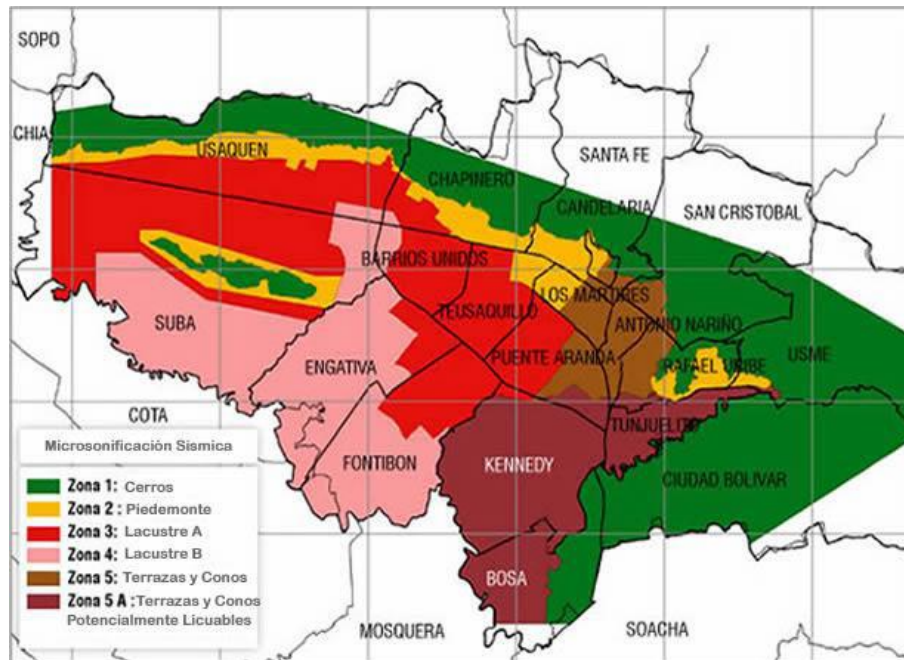 SOPO
CHIA
USAQUEN
SANTA FE
CHAPINERO
CANDELARIA
SAN CRISTOBAL
BARRIOS UNIDOS
LOS MARTIRES
TEUSAQUILLO
SUBA
ANTONIO NARIÑO
PUENTE ARANDA
USME
ENGATIVA
RAFAEL URIBE
COTA
TUNJUELITO
FONTIBON
KENNEDY
CIUDAD BOLIVAR
BOSA
MOSQUERA
SOACHA
Microsonificación Sísmica
Zona 1: Cerros
Zona 2 : Piedemonte
Zona 3: Lacustre A
Zona 4: Lacustre B
Zona 5: Terrazas y Conos
Zona 5 A : Terrazas y Conos
Potencialmente Licuables